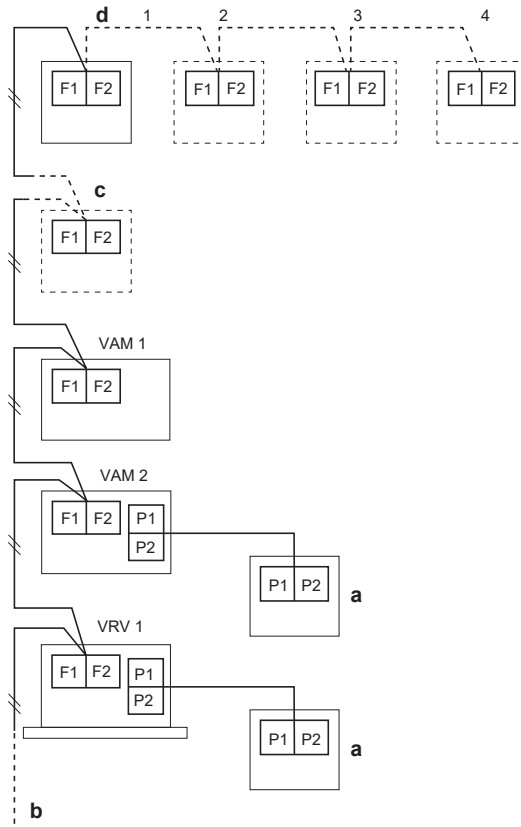 d 1 2 3 4
F1 F2 F1 F2 F1 F2 F1 F2
c
F1 F2
VAM 1
F1 F2
VAM 2
F1 F2 P1
P2
P1 P2 a
VRV 1
F1 F2 P1
P2
P1 P2 a
b